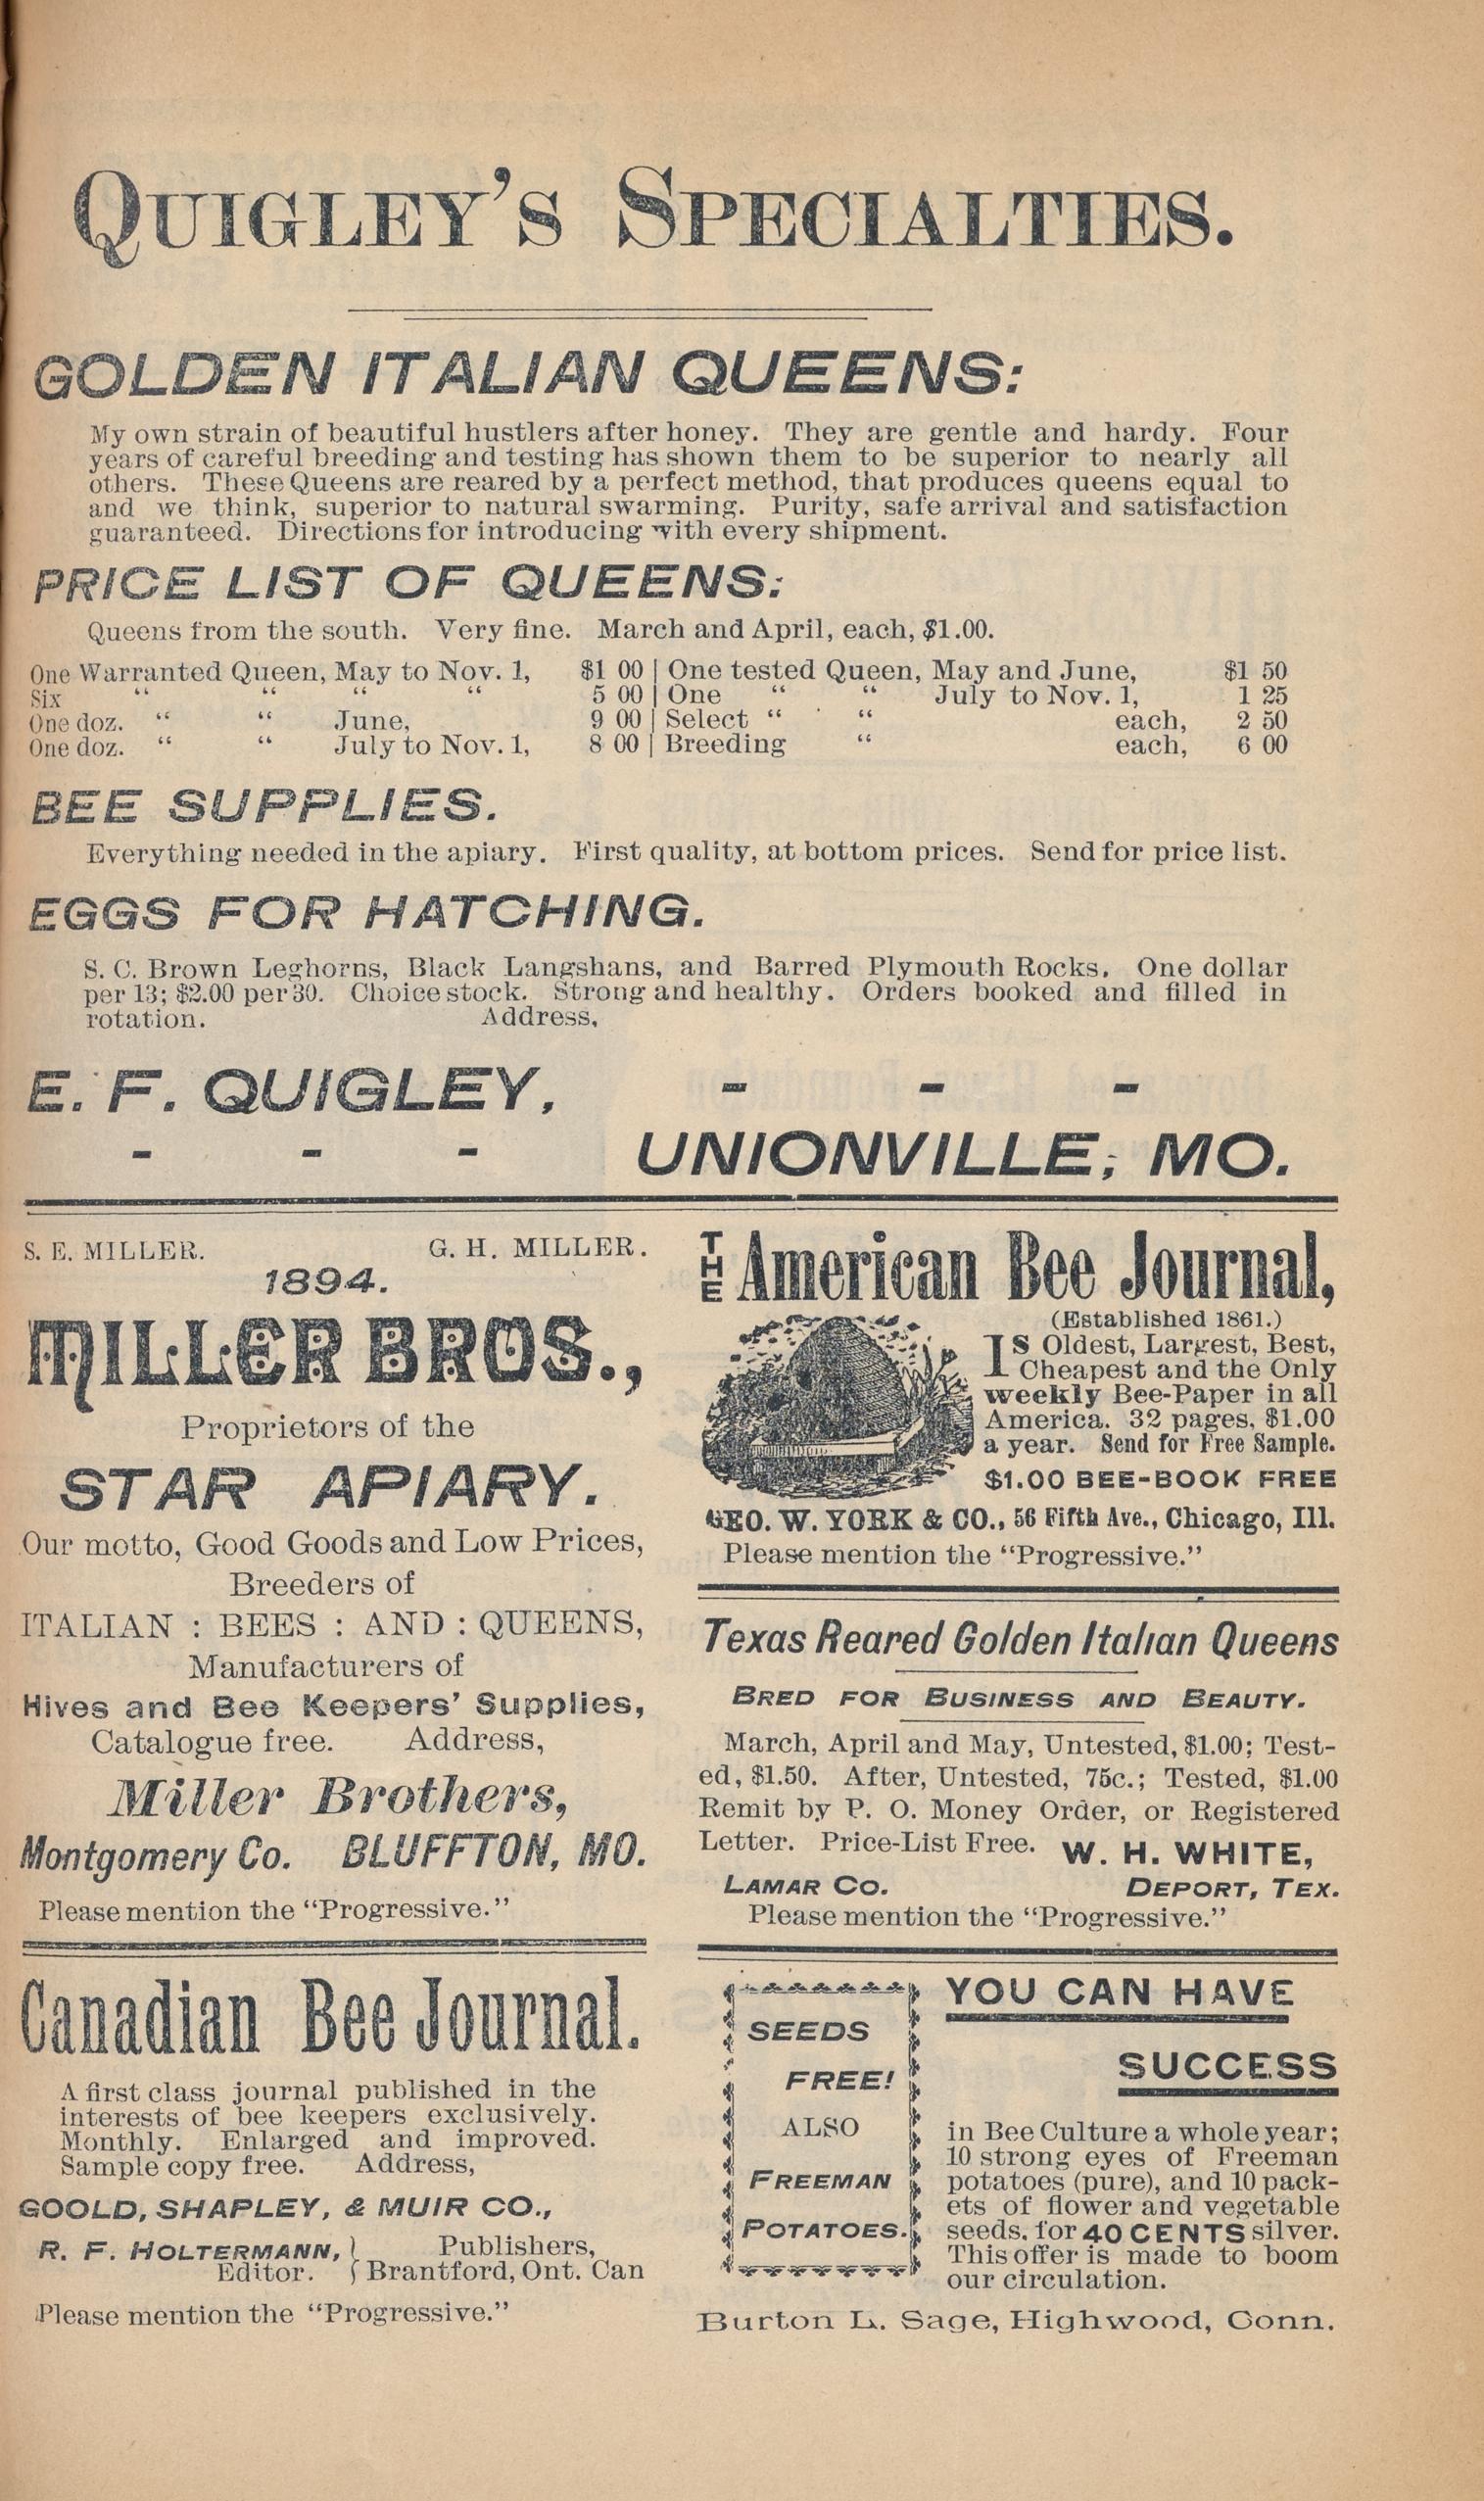 QUIGLEY'S SPECIALTIES.
GOLDEN ITALIAN QUEENS:
My own strain of beautiful hustlers after honey. They are gentle and hardy. Four
years of careful breeding and testing has shown them to be superior to nearly all
others. These Queens are reared by a perfect method, that produces queens equal to
and we think, superior to natural swarming. Purity, safe arrival and satisfaction
guaranteed. Directions for introducing with every shipment.
PRICE LIST OF QUEENS:
Queens from the south. Very fine. March and April, each, $1.00.
One Warranted Queen, May to Nov. 1, $1 00 | One tested Queen, May and June, $1 50
Six “ “ “ “ 5 00 | One “ “ July to Nov. 1, 1 25
One doz. “ “ June, 9 00 | Select “ “ each, 2 50
One doz. “ “ July to Nov. 1, 8 00 | Breeding “ each, 6 00
BEE SUPPLIES.
Everything needed in the apiary. First quality, at bottom prices. Send for price list.
EGGS FOR HATCHING.
S. C. Brown Leghorns, Black Langshans, and Barred Plymouth Rocks. One dollar
per 13; $2.00 per 30. Choice stock. Strong and healthy. Orders booked and filled in
rotation. Address,
E. F. QUIGLEY, - - -
- - - UNIONVILLE, MO.
S. E. MILLER. G. H. MILLER.
1894.
MILLER BROS.,
Proprietors of the
STAR APIARY.
Our motto, Good Goods and Low Prices,
Breeders of
ITALIAN : BEES : AND : QUEENS,
Manufacturers of
Hives and Bee Keepers' Supplies,
Catalogue free. Address,
Miller Brothers,
Montgomery Co. BLUFFTON, MO.
Please mention the “Progressive.”
Canadian Bee Journal.
A first class journal published in the
interests of bee keepers exclusively.
Monthly. Enlarged and improved.
Sample copy free. Address,
GOOLD, SHAPLEY, & MUIR CO.,
R. F. HOLTERMANN, } Publishers,
Editor. } Brantford, Ont. Can
Please mention the “Progressive.”
THE American Bee Journal,
(Established 1861.)
IS Oldest, Largest, Best,
Cheapest and the Only
weekly Bee-Paper in all
America. 32 pages, $1.00
a year. Send for Free Sample.
$1.00 BEE-BOOK FREE
GEO. W. YORK & CO., 56 Fifth Ave., Chicago, Ill.
Please mention the “Progressive.”
Texas Reared Golden Italian Queens
BRED FOR BUSINESS AND BEAUTY.
March, April and May, Untested, $1.00; Test-
ed, $1.50. After, Untested, 75c.; Tested, $1.00
Remit by P. O. Money Order, or Registered
Letter. Price-List Free. W. H. WHITE,
LAMAR CO. DEPORT, TEX.
Please mention the “Progressive.”
SEEDS
FREE!
ALSO
FREEMAN
POTATOES.
YOU CAN HAVE
SUCCESS
in Bee Culture a whole year;
10 strong eyes of Freeman
potatoes (pure), and 10 pack-
ets of flower and vegetable
seeds. for 40 CENTS silver.
This offer is made to boom
our circulation.
Burton L. Sage, Highwood, Conn.